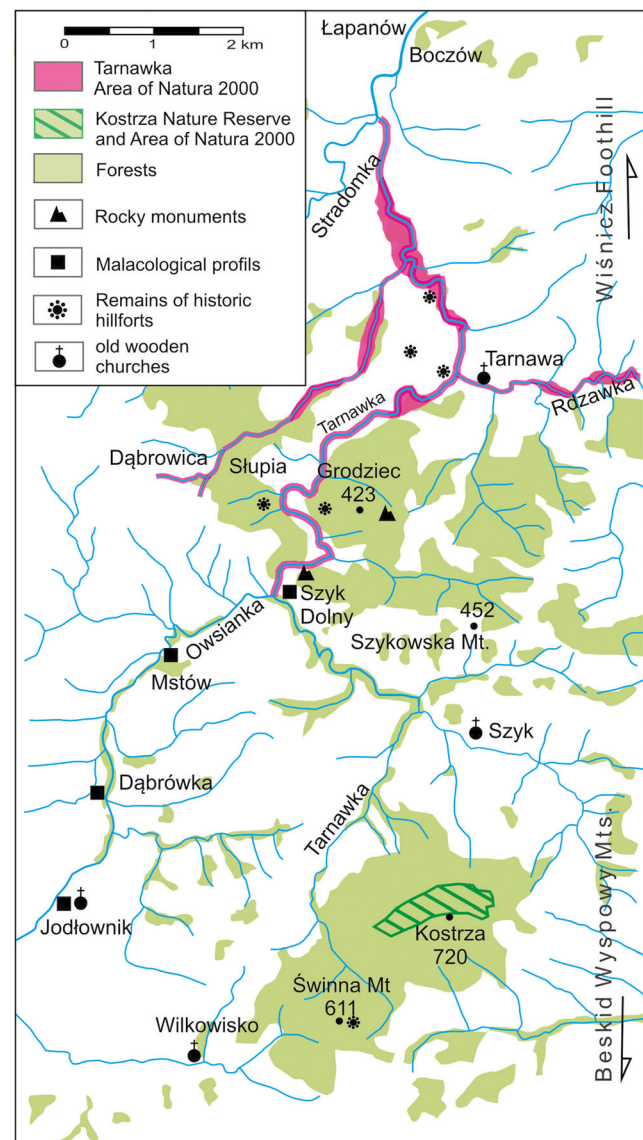 0 1 2 km
Tarnawka
Area of Natura 2000
Kostrza Nature Reserve
and Area of Natura 2000
Forests
Rocky monuments
Malacological profils
Remains of historic
hillforts
old wooden
churches
Łapanów
Boczów
Stradomka
Wiśnicz Foothill
Tarnawa
Rdzawka
Tarnawka
Dąbrowica
Słupia
Grodziec
423
Szyk
Dolny
452
Szykowska Mt.
Owsianka
Mstów
Szyk
Dąbrówka
Tarnawka
Jodłownik
Kostrza
720
Świnna Mt
611
Wilkowisko
Beskid Wyspowy Mts.